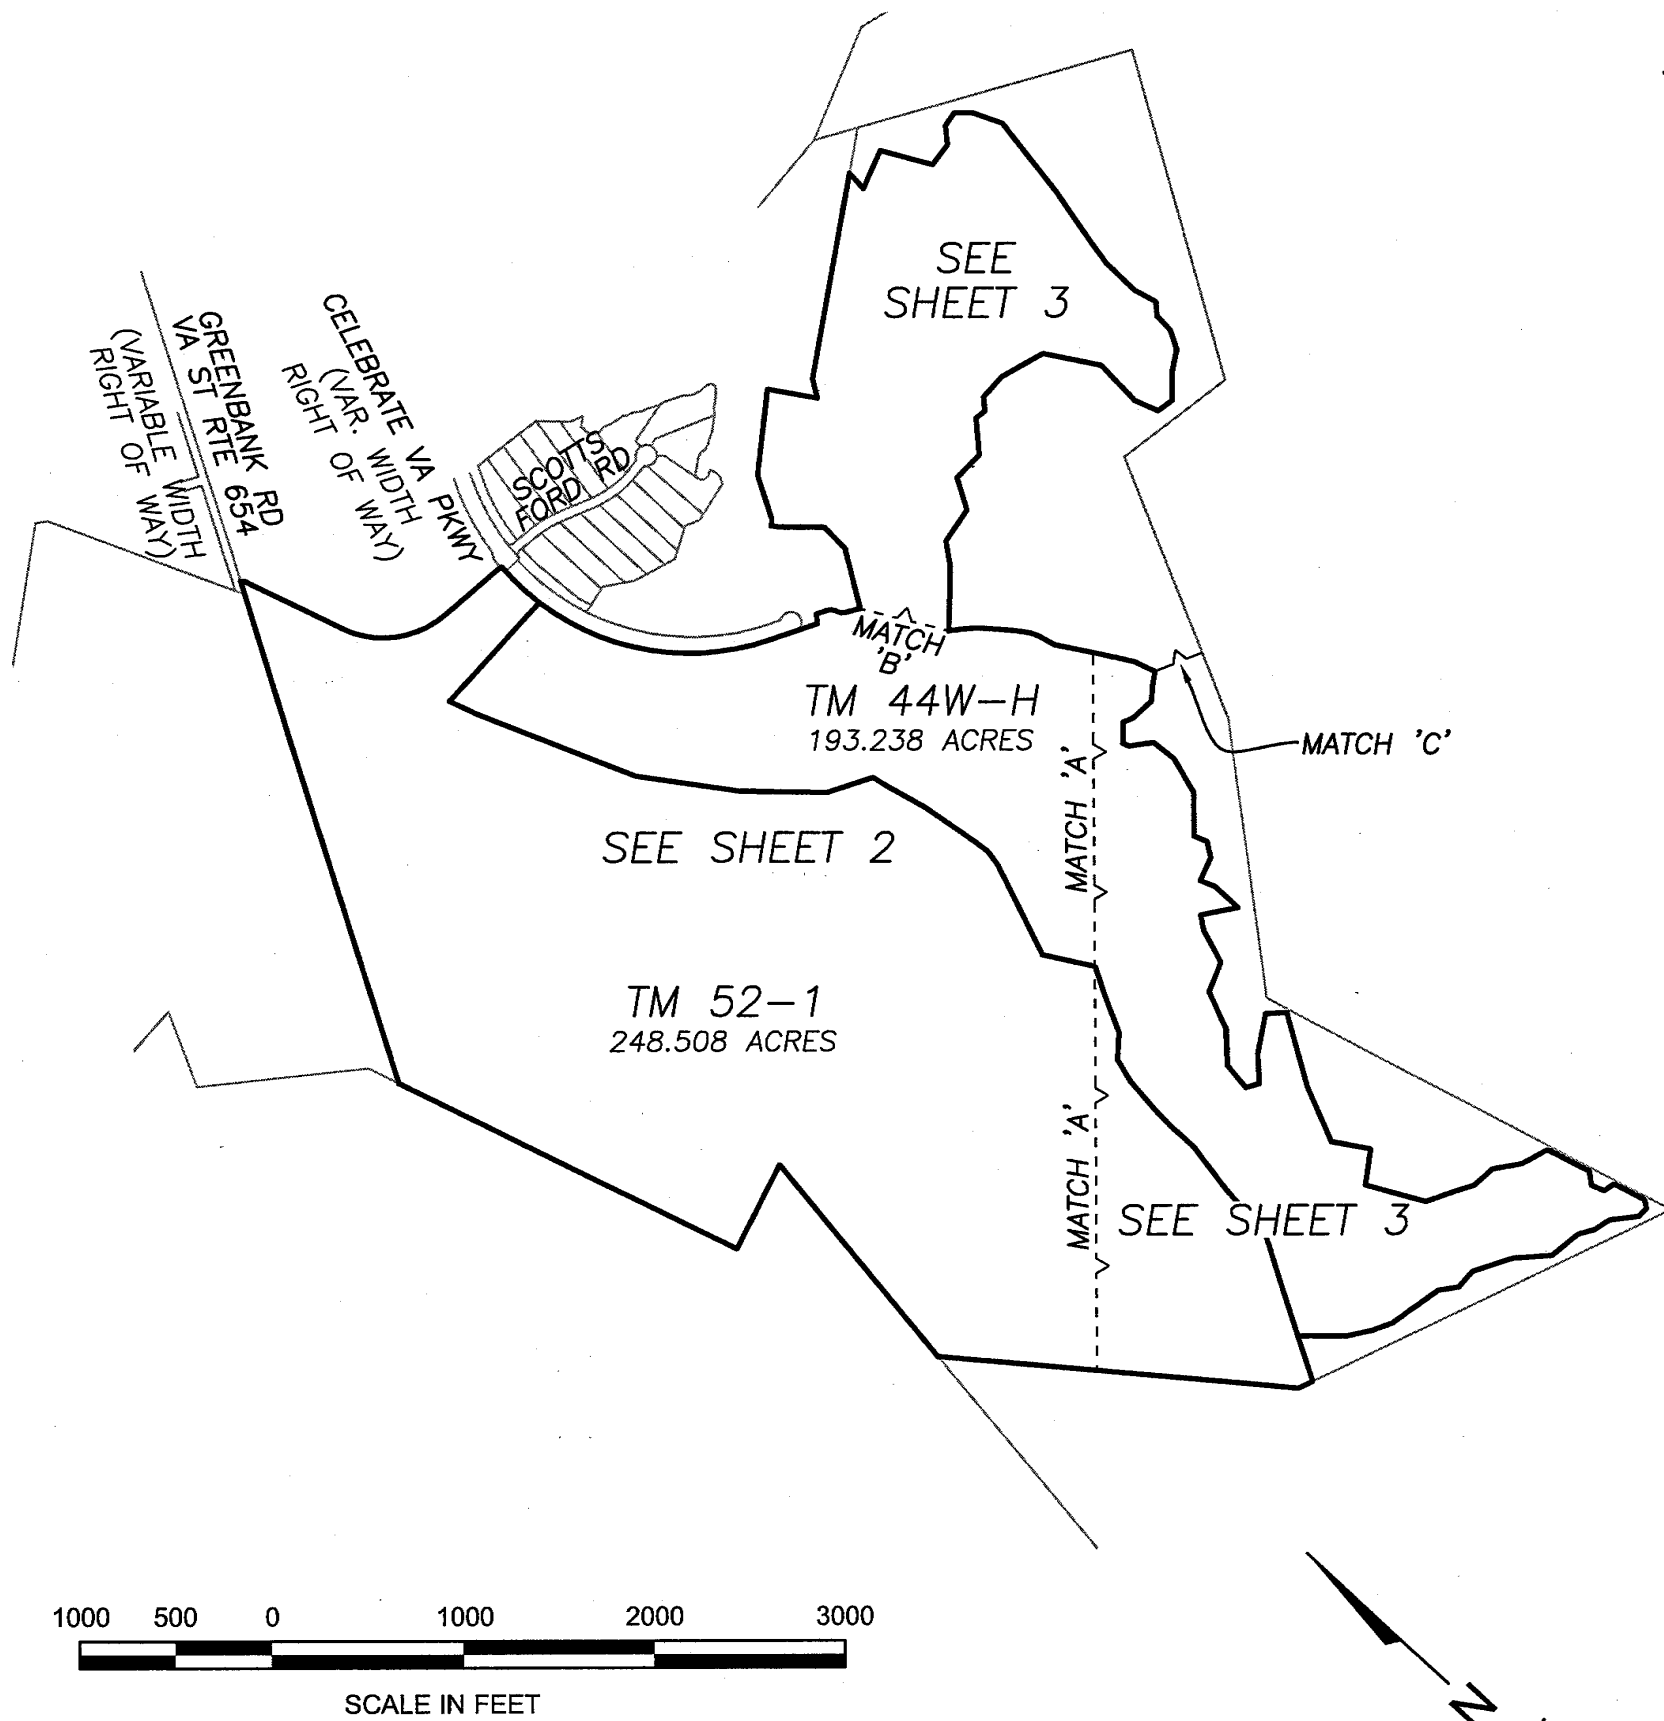 SEE
SHEET 3
GREENBANK RD
VA ST RTE 654
(VARIABLE WIDTH
RIGHT OF WAY)
CELEBRATE VA PKWY
(VAR. WIDTH
RIGHT OF WAY)
SCOTTS
FORD RD
MATCH
'B'
TM 44W-H
193.238 ACRES
MATCH 'C'
MATCH 'A'
SEE SHEET 2
TM 52-1
248.508 ACRES
MATCH 'A'
SEE SHEET 3
1000 500 0 1000 2000 3000
SCALE IN FEET
N